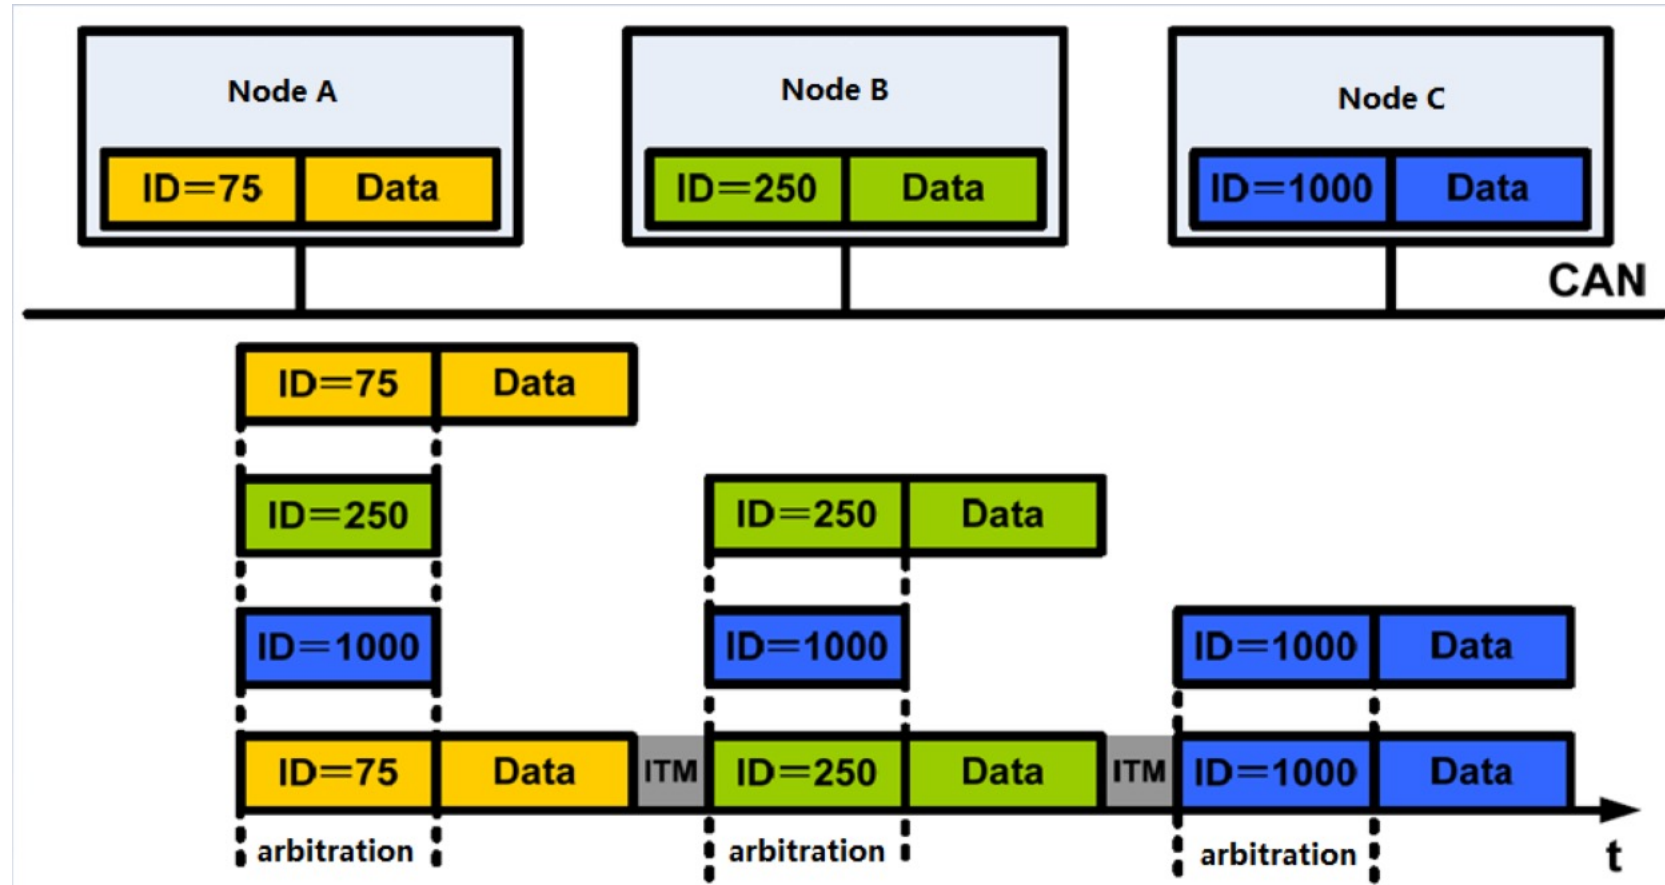 Node A
Node B
Node C
ID=75 Data
ID=250 Data
ID=1000 Data
CAN
ID=75 Data
ID=250
ID=250 Data
ID=1000
ID=1000
ID=1000 Data
ID=75 Data ITM ID=250 Data ITM ID=1000 Data
arbitration
arbitration
arbitration
t